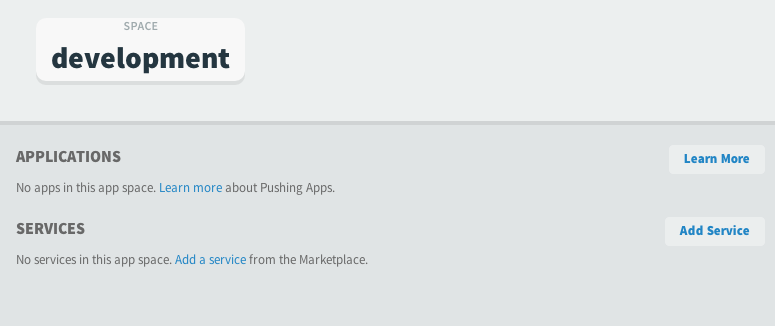 SPACE
development
APPLICATIONS
Learn More
No apps in this app space. Learn more about Pushing Apps.
SERVICES
Add Service
No services in this app space. Add a service from the Marketplace.